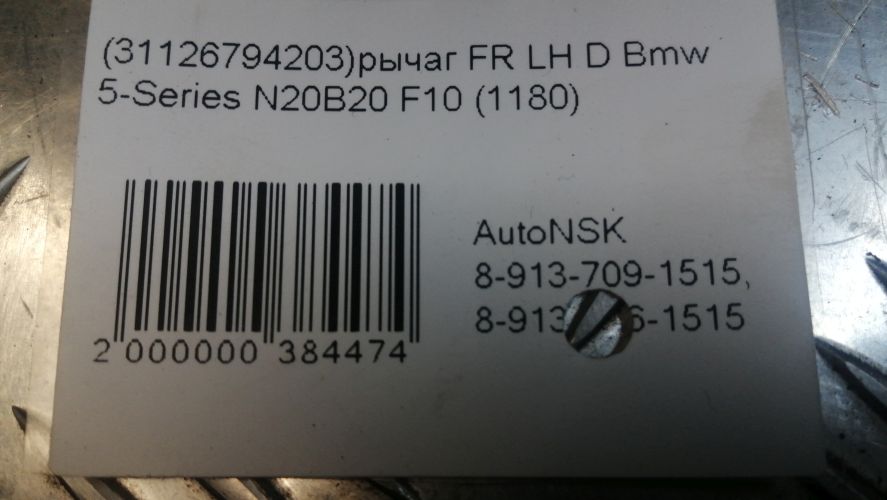 (31126794203)рычаг FR LH D Bmw
5-Series N20B20 F10 (1180)
AutoNSK
8-913-709-1515,
2 000000 384474